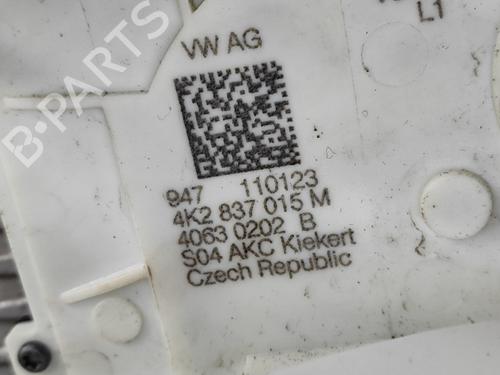 L1
VW AG
B-PARTS
947 110123
4K2 837 015 M
4063 0202 B
S04 AKC Kiekert
Czech Republic